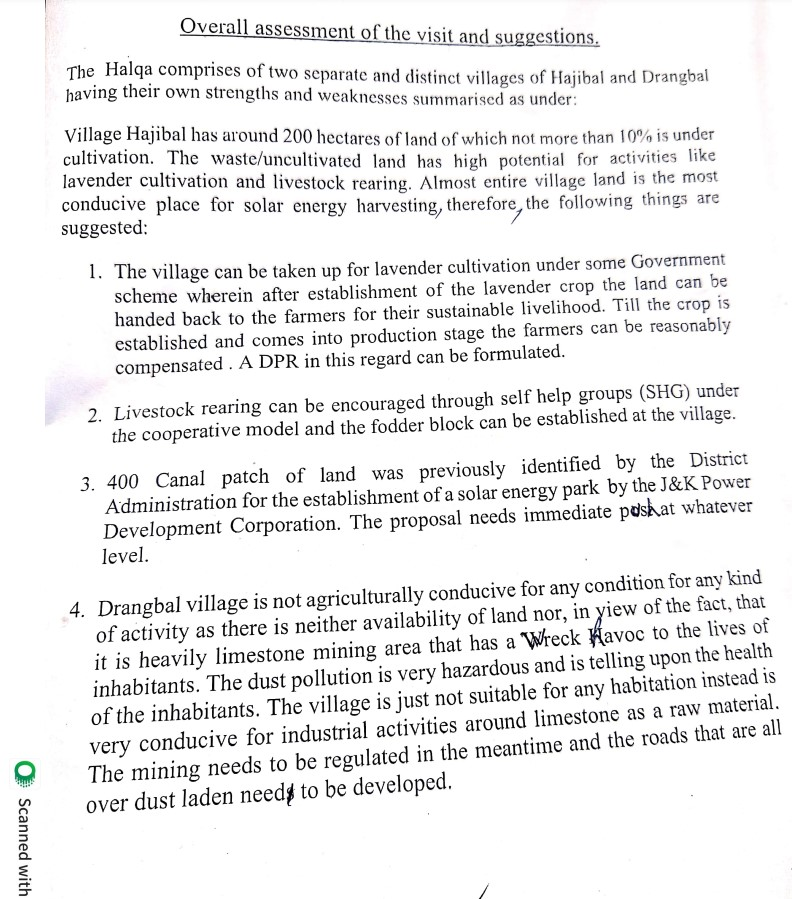 Overall assessment of the visit and suggestions.
The Halqa comprises of two separate and distinct villages of Hajibal and Drangbal
having their own strengths and weaknesses summarised as under:
Village Hajibal has around 200 hectares of land of which not more than 10% is under
cultivation. The waste/uncultivated land has high potential for activities like
lavender cultivation and livestock rearing. Almost entire village land is the most
conducive place for solar energy harvesting, therefore, the following things are
suggested:
1. The village can be taken up for lavender cultivation under some Government
scheme wherein after establishment of the lavender crop the land can be
handed back to the farmers for their sustainable livelihood. Till the crop is
established and comes into production stage the farmers can be reasonably
compensated . A DPR in this regard can be formulated.
2. Livestock rearing can be encouraged through self help groups (SHG) under
the cooperative model and the fodder block can be established at the village.
3. 400 Canal patch of land was previously identified by the District
Administration for the establishment of a solar energy park by the J&K Power
Development Corporation. The proposal needs immediate push at whatever
level.
4. Drangbal village is not agriculturally conducive for any condition for any kind
of activity as there is neither availability of land nor, in view of the fact, that
it is heavily limestone mining area that has a Wreck Havoc to the lives of
inhabitants. The dust pollution is very hazardous and is telling upon the health
of the inhabitants. The village is just not suitable for any habitation instead is
very conducive for industrial activities around limestone as a raw material.
The mining needs to be regulated in the meantime and the roads that are all
over dust laden need to be developed.
Scanned with